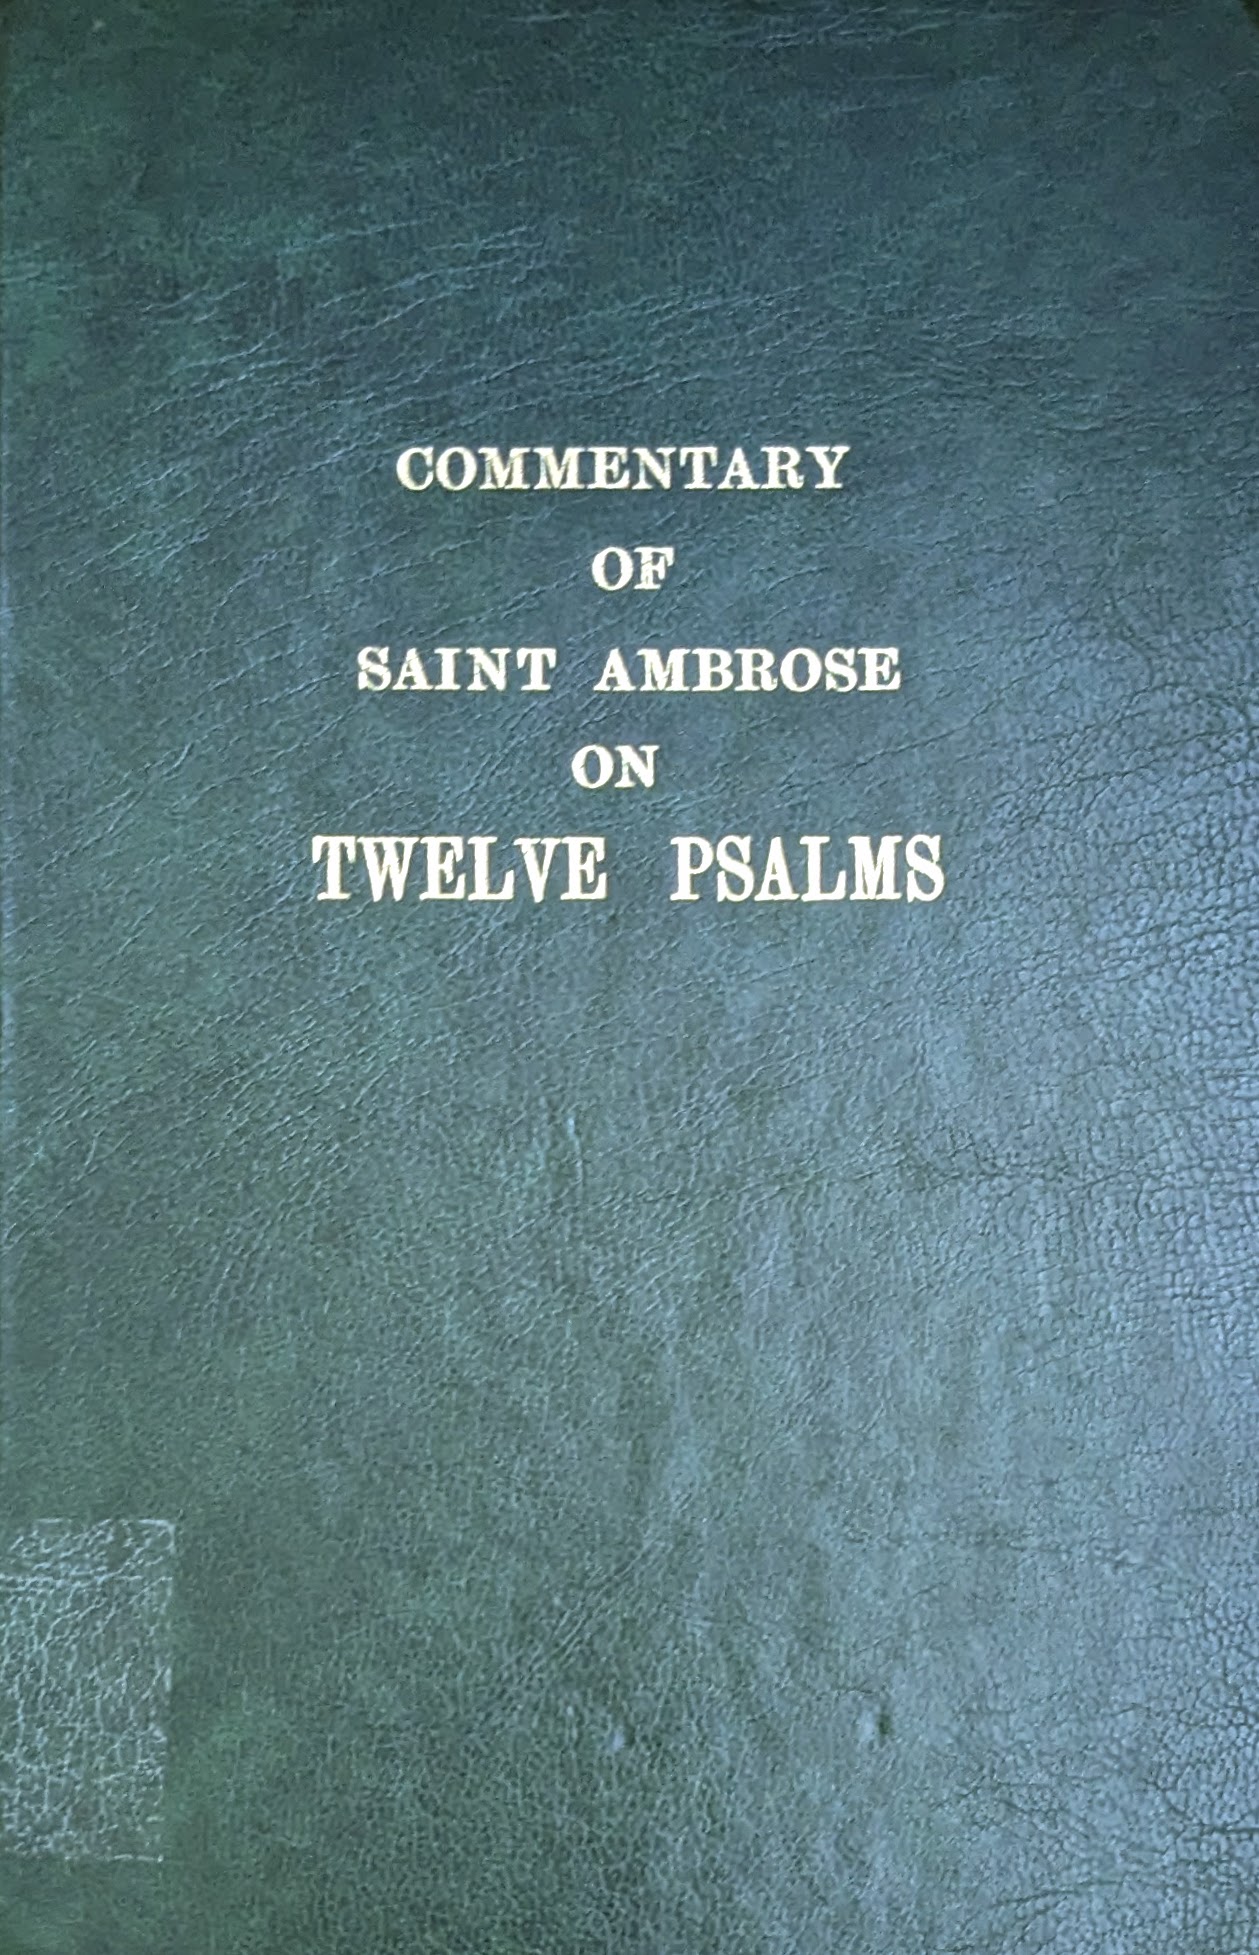 COMMENTARY
OF
SAINT AMBROSE
ON
TWELVE PSALMS